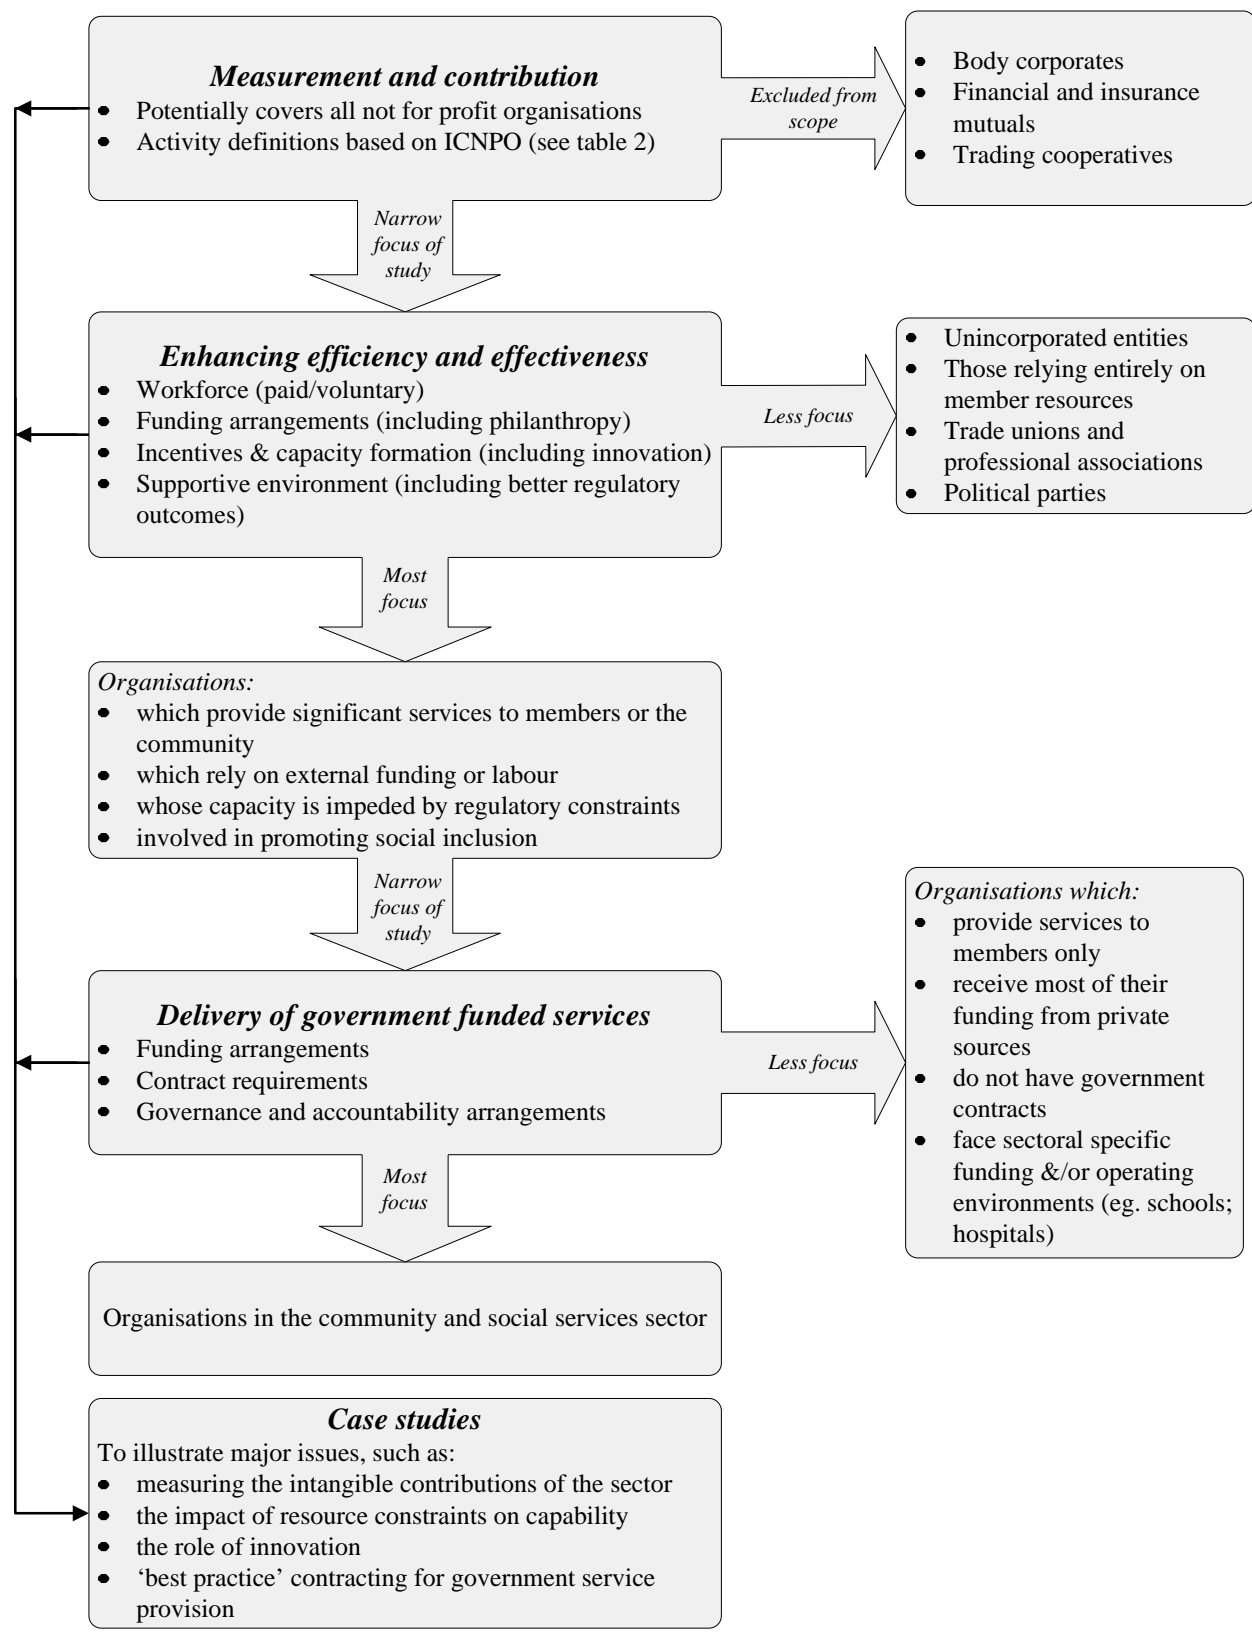 Measurement and contribution
• Potentially covers all not for profit organisations
• Activity definitions based on ICNPO (see table 2)
Excluded from
scope
• Body corporates
• Financial and insurance
mutuals
• Trading cooperatives
Narrow
focus of
study
Enhancing efficiency and effectiveness
• Workforce (paid/voluntary)
• Funding arrangements (including philanthropy)
• Incentives & capacity formation (including innovation)
• Supportive environment (including better regulatory
outcomes)
Less focus
• Unincorporated entities
• Those relying entirely on
member resources
• Trade unions and
professional associations
• Political parties
Most
focus
Organisations:
• which provide significant services to members or the
community
• which rely on external funding or labour
• whose capacity is impeded by regulatory constraints
• involved in promoting social inclusion
Narrow
focus of
study
Delivery of government funded services
• Funding arrangements
• Contract requirements
• Governance and accountability arrangements
Less focus
Organisations which:
• provide services to
members only
• receive most of their
funding from private
sources
• do not have government
contracts
• face sectoral specific
funding &/or operating
environments (eg. schools;
hospitals)
Most
focus
Organisations in the community and social services sector
Case studies
To illustrate major issues, such as:
• measuring the intangible contributions of the sector
• the impact of resource constraints on capability
• the role of innovation
• ‘best practice’ contracting for government service
provision